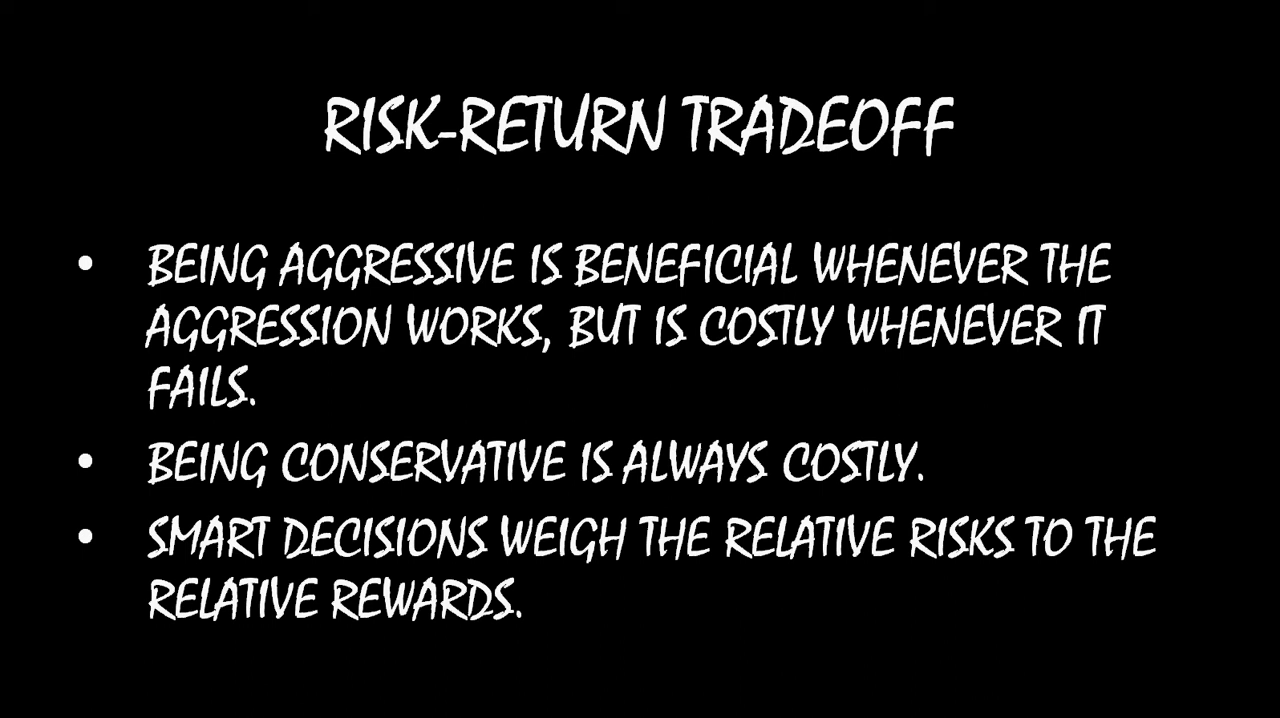 RISK-RETURN TRADEOFF
• BEING AGGRESSIVE IS BENEFICIAL WHENEVER THE
AGGRESSION WORKS, BUT IS COSTLY WHENEVER IT
FAILS.
• BEING CONSERVATIVE IS ALWAYS COSTLY.
• SMART DECISIONS WEIGH THE RELATIVE RISKS TO THE
RELATIVE REWARDS.